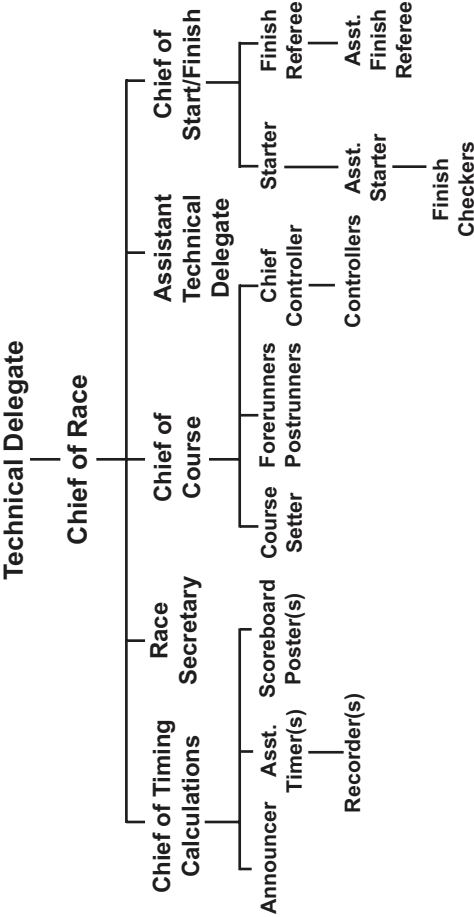 Technical Delegate
Chief of Race
Chief of Timing
Calculations
Race
Secretary
Chief of
Course
Assistant
Technical
Delegate
Chief of
Start/Finish
Announcer
Asst.
Timer(s)
Recorder(s)
Scoreboard
Poster(s)
Course
Setter
Forerunners
Postrunners
Chief
Controller
Controllers
Starter
Asst.
Starter
Finish
Checkers
Finish
Referee
Asst.
Finish
Referee